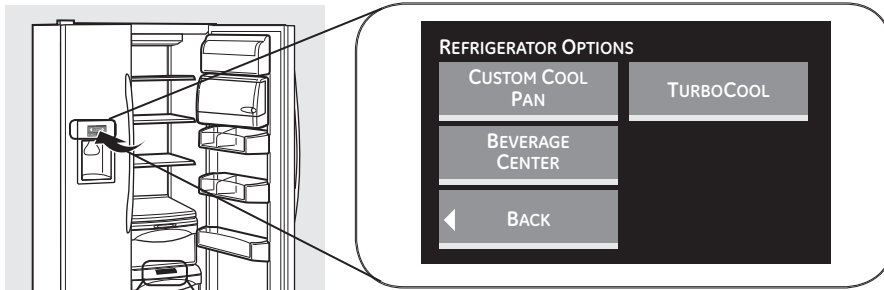 REFRIGERATOR OPTIONS
CUSTOM COOL
PAN
TURBOCOOL
BEVERAGE
CENTER
BACK